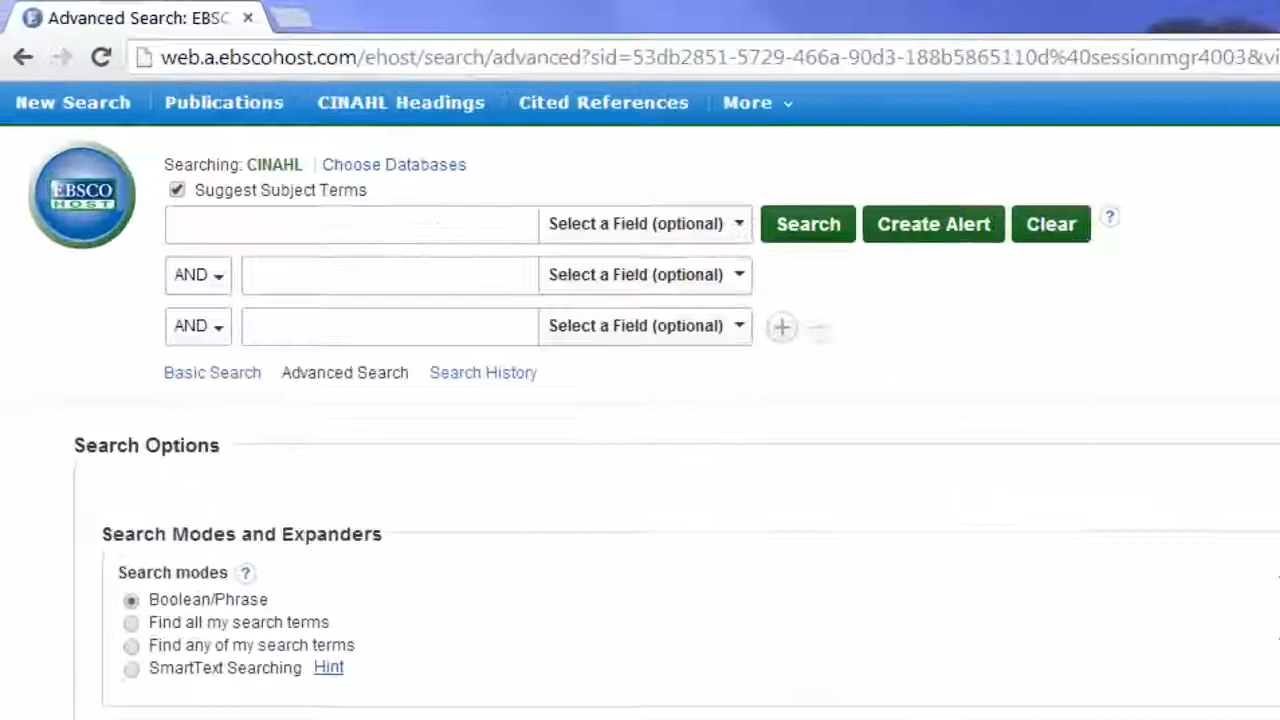 Advanced Search: EBSC ×
web.a.ebscohost.com/ehost/search/advanced?sid=53db2851-5729-466a-90d3-188b5865110d%40sessionmgr4003&vi
New Search Publications CINAHL Headings Cited References More
EBSCO
HOST
Searching: CINAHL Choose Databases
Suggest Subject Terms
Select a Field (optional) Search Create Alert Clear ?
AND Select a Field (optional)
AND Select a Field (optional)
Basic Search Advanced Search Search History
Search Options
Search Modes and Expanders
Search modes ?
Boolean/Phrase
Find all my search terms
Find any of my search terms
SmartText Searching Hint